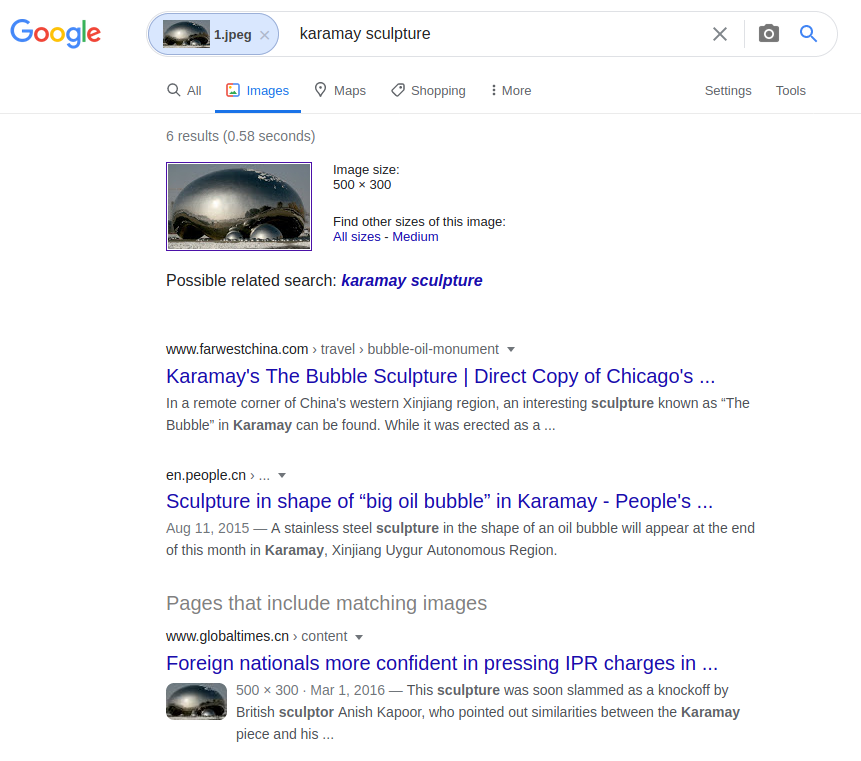 Google
1.jpeg
karamay sculpture
All Images Maps Shopping More Settings Tools
6 results (0.58 seconds)
Image size:
500 × 300
Find other sizes of this image:
All sizes - Medium
Possible related search: karamay sculpture
www.farwestchina.com › travel › bubble-oil-monument
Karamay's The Bubble Sculpture | Direct Copy of Chicago's ...
In a remote corner of China's western Xinjiang region, an interesting sculpture known as “The
Bubble” in Karamay can be found. While it was erected as a ...
en.people.cn › ...
Sculpture in shape of “big oil bubble” in Karamay - People's ...
Aug 11, 2015 — A stainless steel sculpture in the shape of an oil bubble will appear at the end
of this month in Karamay, Xinjiang Uygur Autonomous Region.
Pages that include matching images
www.globaltimes.cn › content
Foreign nationals more confident in pressing IPR charges in ...
500 × 300 · Mar 1, 2016 — This sculpture was soon slammed as a knockoff by
British sculptor Anish Kapoor, who pointed out similarities between the Karamay
piece and his ...